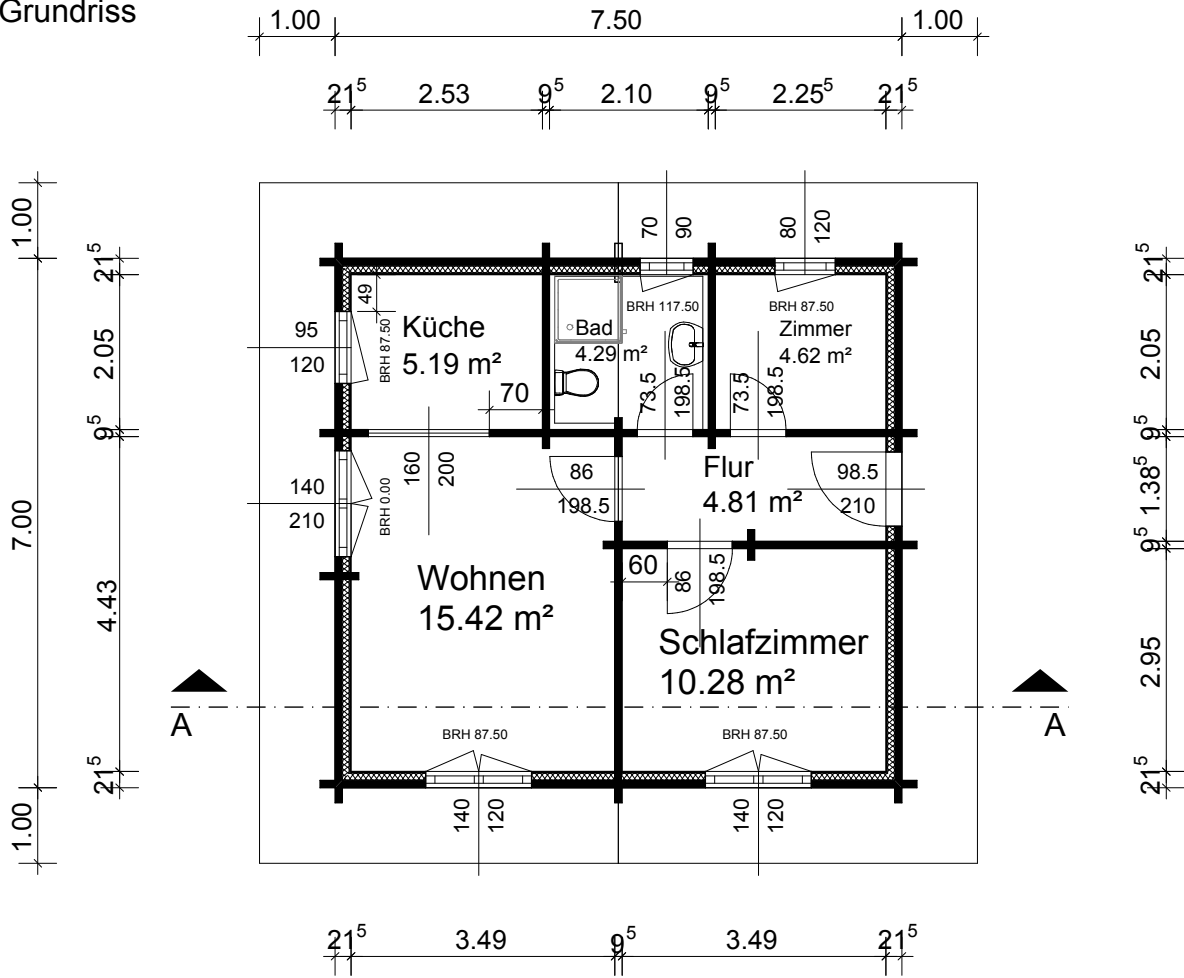 Grundriss
1.00 7.50 1.00
21⁵ 2.53 9⁵ 2.10 9⁵ 2.25⁵ 21⁵
1.00
21⁵
2.05
9⁵
7.00
4.43
21⁵
1.00
21⁵
2.05
9⁵
1.38⁵
9⁵
2.95
21⁵
70 90
80 120
49
95
120
BRH 87.50
Küche
5.19 m²
70
Bad
4.29 m²
BRH 117.50
73.5 198.5
BRH 87.50
Zimmer
4.62 m²
73.5 198.5
140
210
BRH 0.00
160 200
86
198.5
Flur
4.81 m²
98.5
210
60
86 198.5
Wohnen
15.42 m²
Schlafzimmer
10.28 m²
A A
BRH 87.50 BRH 87.50
140 120 140 120
21⁵ 3.49 9⁵ 3.49 21⁵